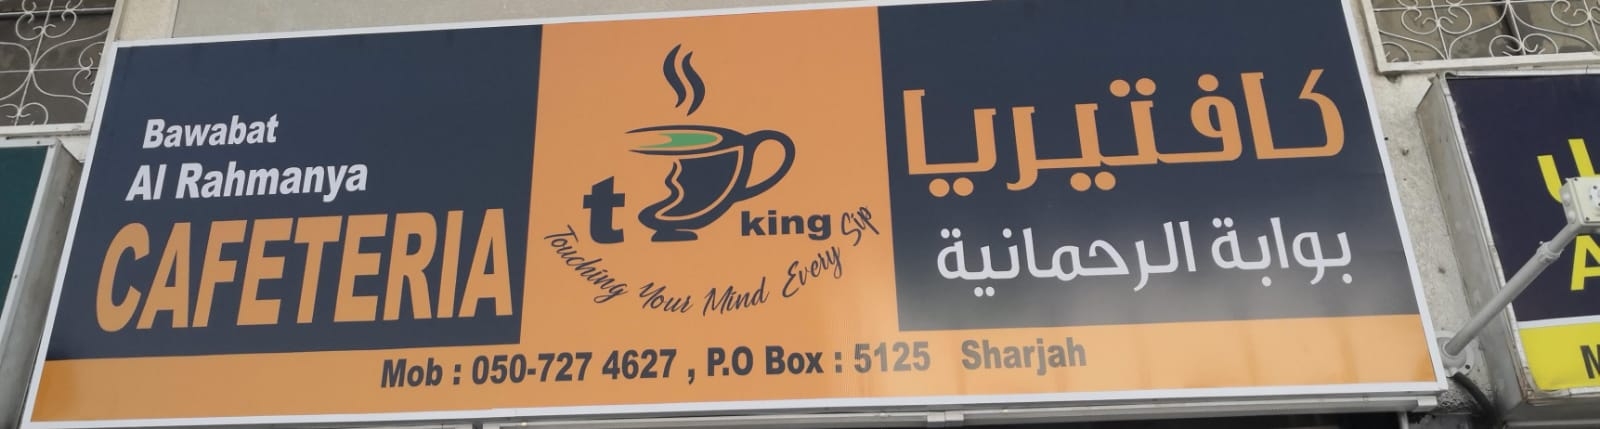 Bawabat
Al Rahmanya
CAFETERIA
t king
Touching Your Mind Every Sip
كافتيريا
بوابة الرحمانية
Mob : 050-727 4627 , P.O Box : 5125 Sharjah